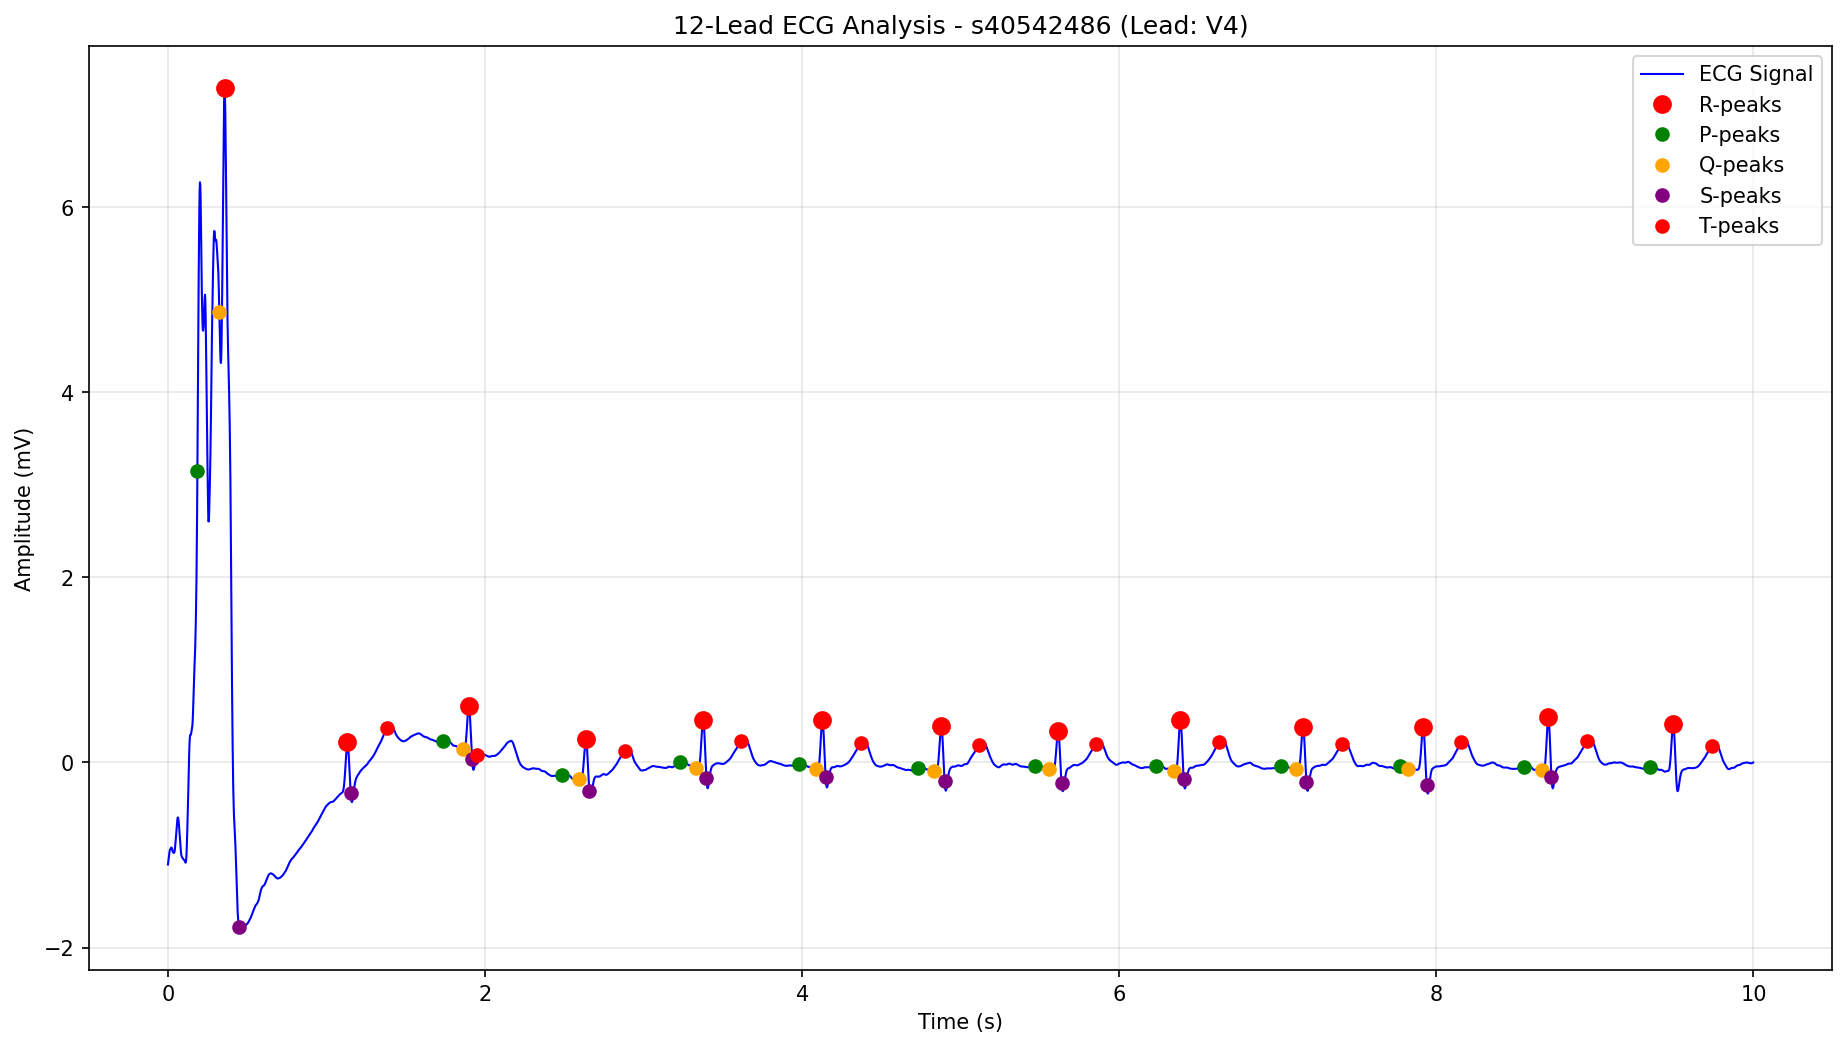 12-Lead ECG Analysis - s40542486 (Lead: V4)
ECG Signal
R-peaks
P-peaks
Q-peaks
S-peaks
T-peaks
Amplitude (mV)
6
4
2
0
−2
0 2 4 6 8 10
Time (s)